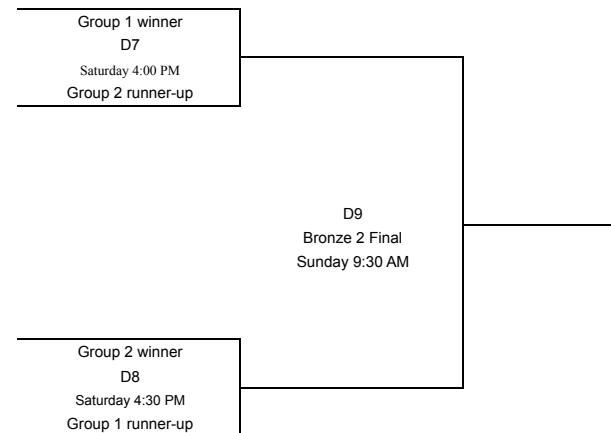 Group 1 winner
D7
Saturday 4:00 PM
Group 2 runner-up
D9
Bronze 2 Final
Sunday 9:30 AM
Group 2 winner
D8
Saturday 4:30 PM
Group 1 runner-up